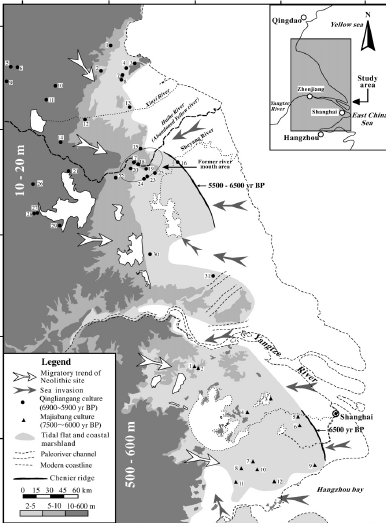 Qingdao
Yellow sea
N
Study
area
Zhenjiang
Yangtze
River
Shanghai
East China
Sea
Hangzhou
Xinyi River
Huaihe River
(Abandoned Yellow river)
Sheyang River
Former river
mouth area
5500 - 6500 yr BP
10 - 20 m
Yangtze
River
Shanghai
6500 yr BP
500 - 600 m
Hangzhou bay
Legend
Migratory trend of
Neolithic site
Sea invasion
Qingliangang culture
(6900~5900 yr BP)
Majiabang culture
(7500~6000 yr BP)
Tidal flat and coastal
marshland
Paleoriver channel
Modern coastline
Chenier ridge
0 15 30 45 60 km
2-5 5-10 10-600 m